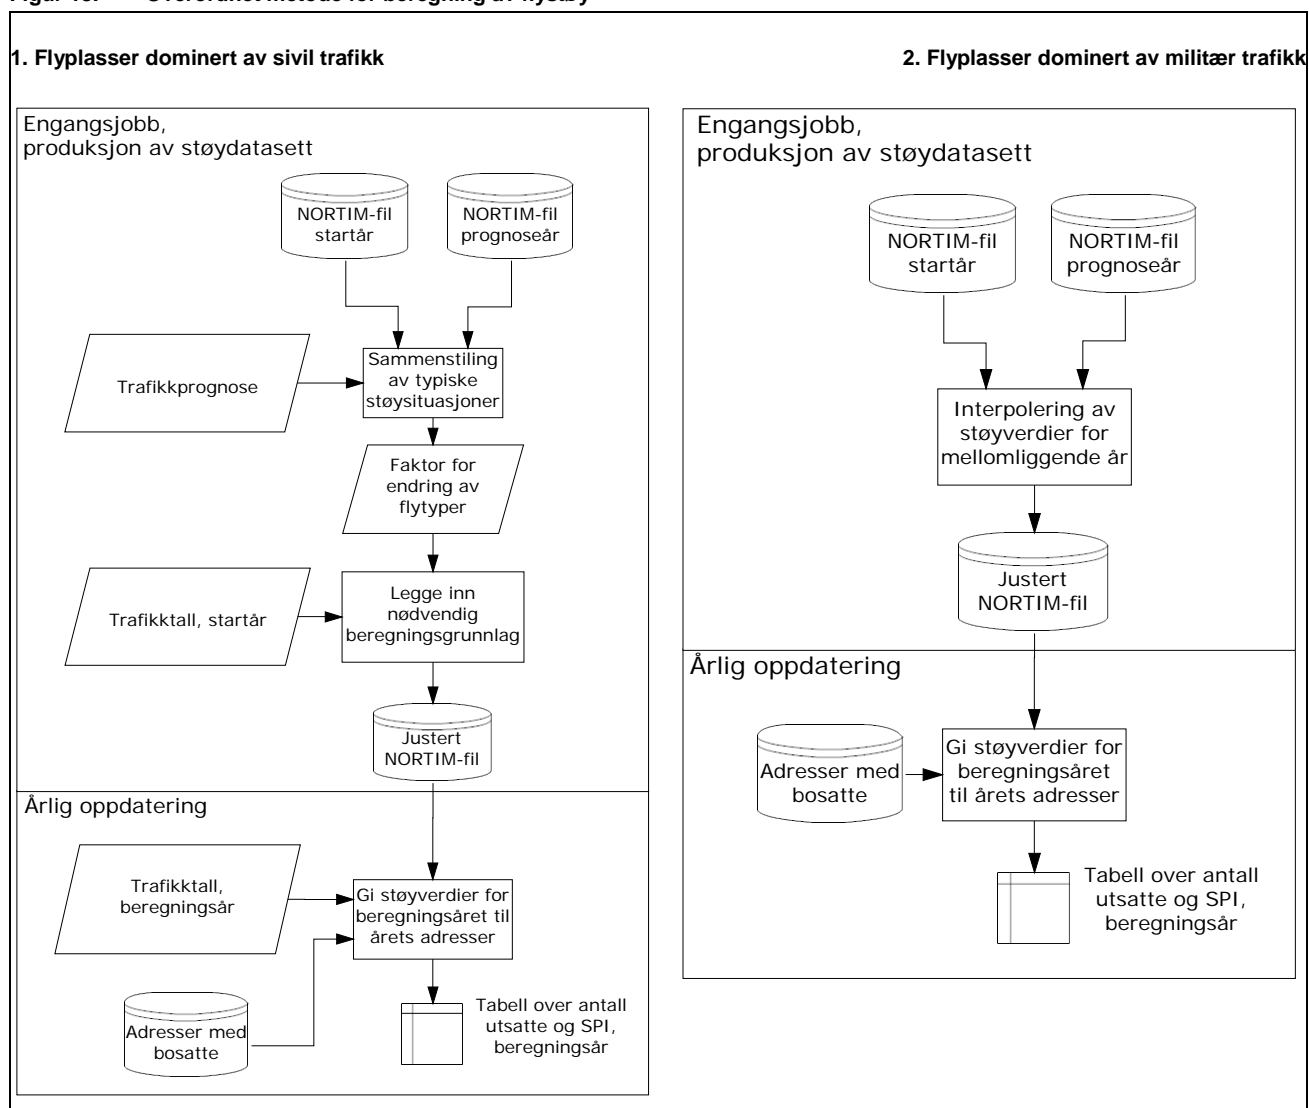 1. Flyplasser dominert av sivil trafikk
2. Flyplasser dominert av militær trafikk
Engangsjobb,
produksjon av støydatasett
NORTIM-fil
startår
NORTIM-fil
prognoseår
Trafikkprognose
Sammenstiling
av typiske
støysituasjoner
Faktor for
endring av
flytyper
Trafikktall, startår
Legge inn
nødvendig
beregningsgrunnlag
Justert
NORTIM-fil
Årlig oppdatering
Trafikktall,
beregningsår
Gi støyverdier for
beregningsåret til
årets adresser
Adresser med
bosatte
Tabell over antall
utsatte og SPI,
beregningsår
Engangsjobb,
produksjon av støydatasett
NORTIM-fil
startår
NORTIM-fil
prognoseår
Interpolering av
støyverdier for
mellomliggende år
Justert
NORTIM-fil
Årlig oppdatering
Adresser med
bosatte
Gi støyverdier for
beregningsåret
til årets adresser
Tabell over antall
utsatte og SPI,
beregningsår